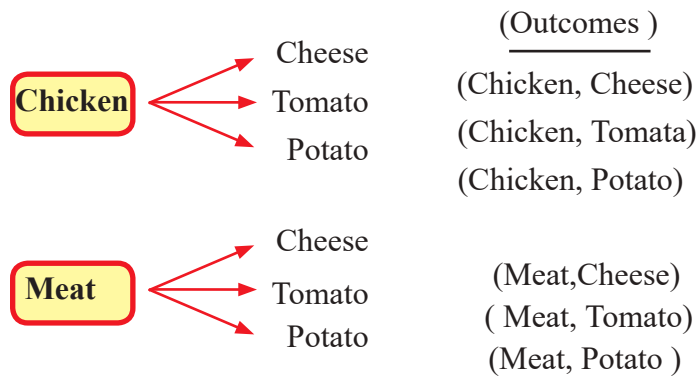 (Outcomes )
Cheese
Chicken
Tomato
Potato
(Chicken, Cheese)
(Chicken, Tomata)
(Chicken, Potato)
Cheese
Meat
Tomato
Potato
(Meat,Cheese)
( Meat, Tomato)
(Meat, Potato )